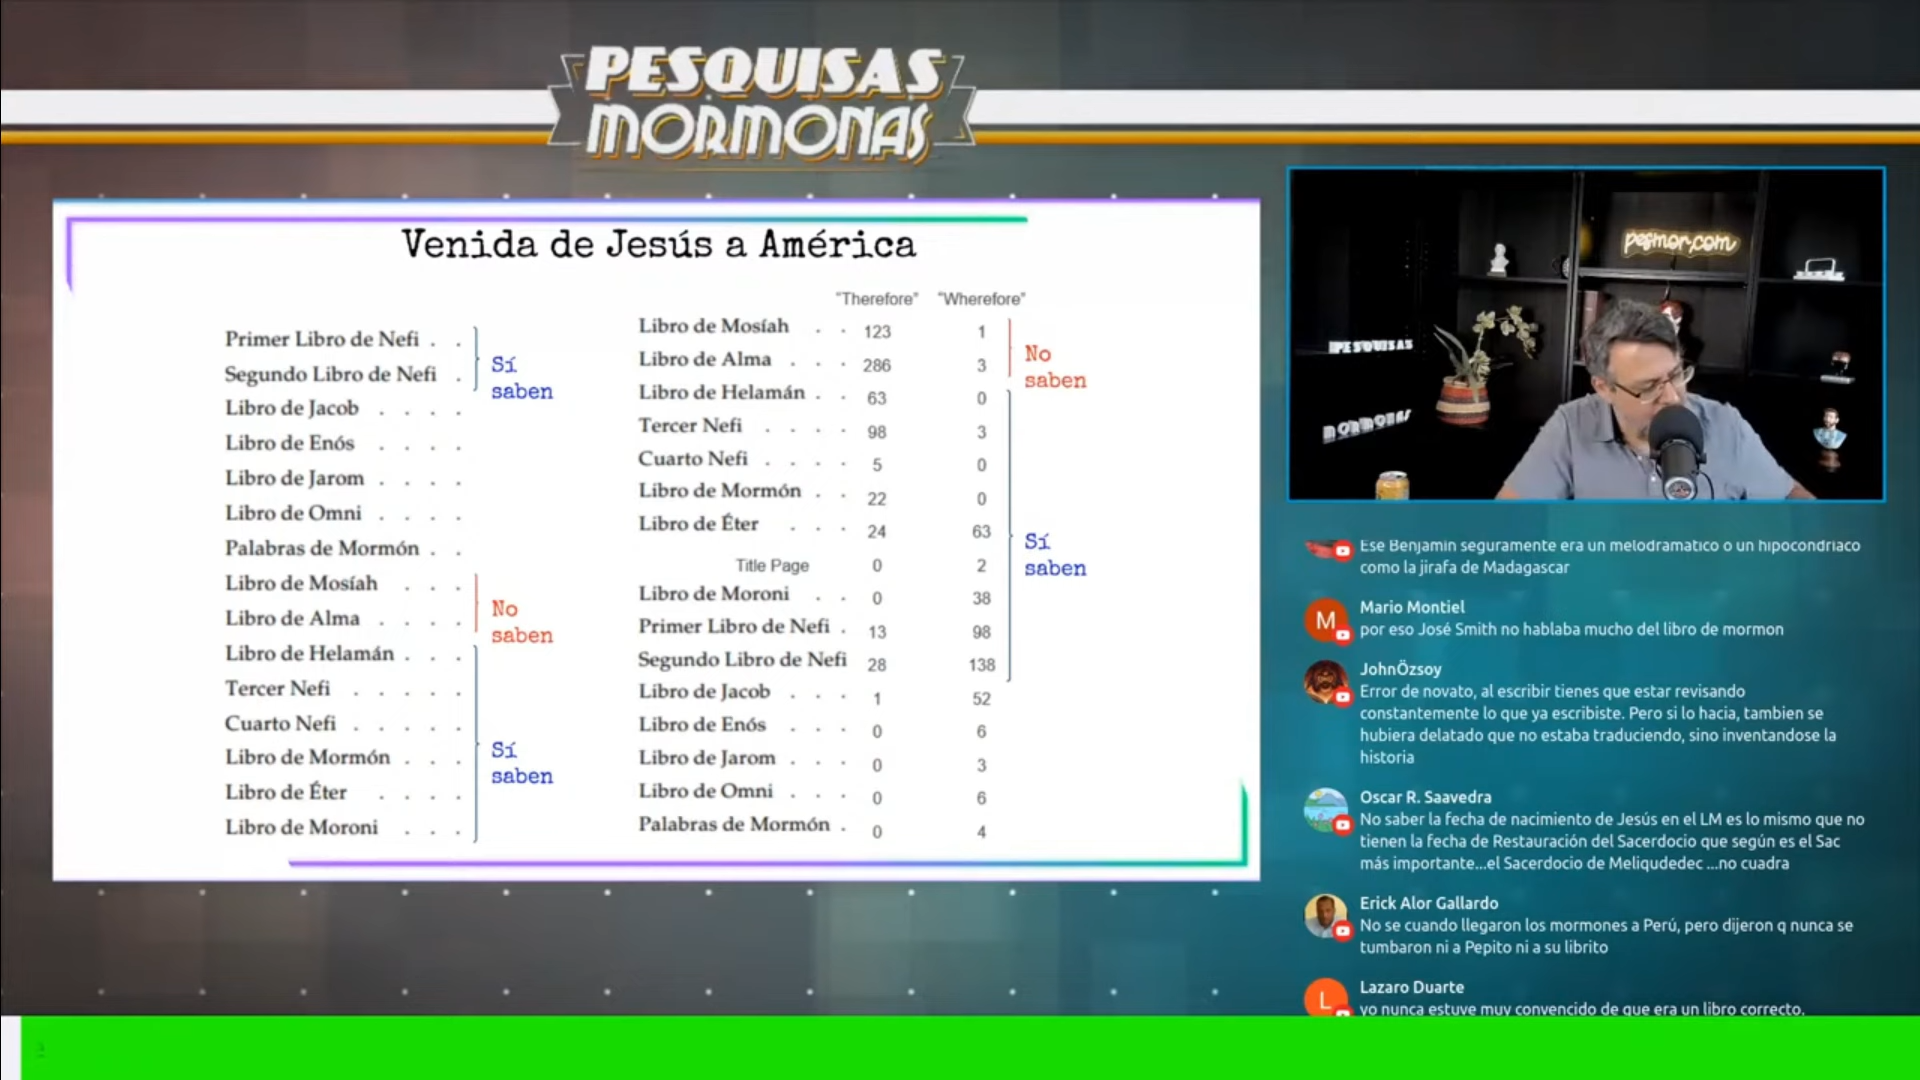 PESQUISAS
MORMONAS
Venida de Jesús a América
Primer Libro de Nefi . .
Segundo Libro de Nefi .
Libro de Jacob . . . .
Libro de Enós . . . .
Libro de Jarom . . . .
Libro de Omni . . . .
Palabras de Mormón . .
Libro de Mosíah . . .
Libro de Alma . . . .
Libro de Helamán . . .
Tercer Nefi . . . . .
Cuarto Nefi . . . . .
Libro de Mormón . . .
Libro de Éter . . . .
Libro de Moroni . . .
Sí
saben
No
saben
Sí
saben
"Therefore" "Wherefore"
Libro de Mosíah . . 123 1
Libro de Alma . . . 286 3
Libro de Helamán . . 63 0
Tercer Nefi . . . . 98 3
Cuarto Nefi . . . . 5 0
Libro de Mormón . . 22 0
Libro de Éter . . . 24 63
Title Page 0 2
Libro de Moroni . . 0 38
Primer Libro de Nefi . 13 98
Segundo Libro de Nefi 28 138
Libro de Jacob . . . 1 52
Libro de Enós . . . 0 6
Libro de Jarom . . . 0 3
Libro de Omni . . . 0 6
Palabras de Mormón . 0 4
No
saben
Sí
saben
pesmor.com
PESQUISAS
MORMONAS
Ese Benjamin seguramente era un melodramatico o un hipocondriaco
como la jirafa de Madagascar
M
Mario Montiel
por eso José Smith no hablaba mucho del libro de mormon
JohnÖzsoy
Error de novato, al escribir tienes que estar revisando
constantemente lo que ya escribiste. Pero si lo hacia, tambien se
hubiera delatado que no estaba traduciendo, sino inventandose la
historia
Oscar R. Saavedra
No saber la fecha de nacimiento de Jesús en el LM es lo mismo que no
tienen la fecha de Restauración del Sacerdocio que según es el Sac
más importante...el Sacerdocio de Meliqudedec ...no cuadra
Erick Alor Gallardo
No se cuando llegaron los mormones a Perú, pero dijeron q nunca se
tumbaron ni a Pepito ni a su librito
L
Lazaro Duarte
yo nunca estuve muy convencido de que era un libro correcto.